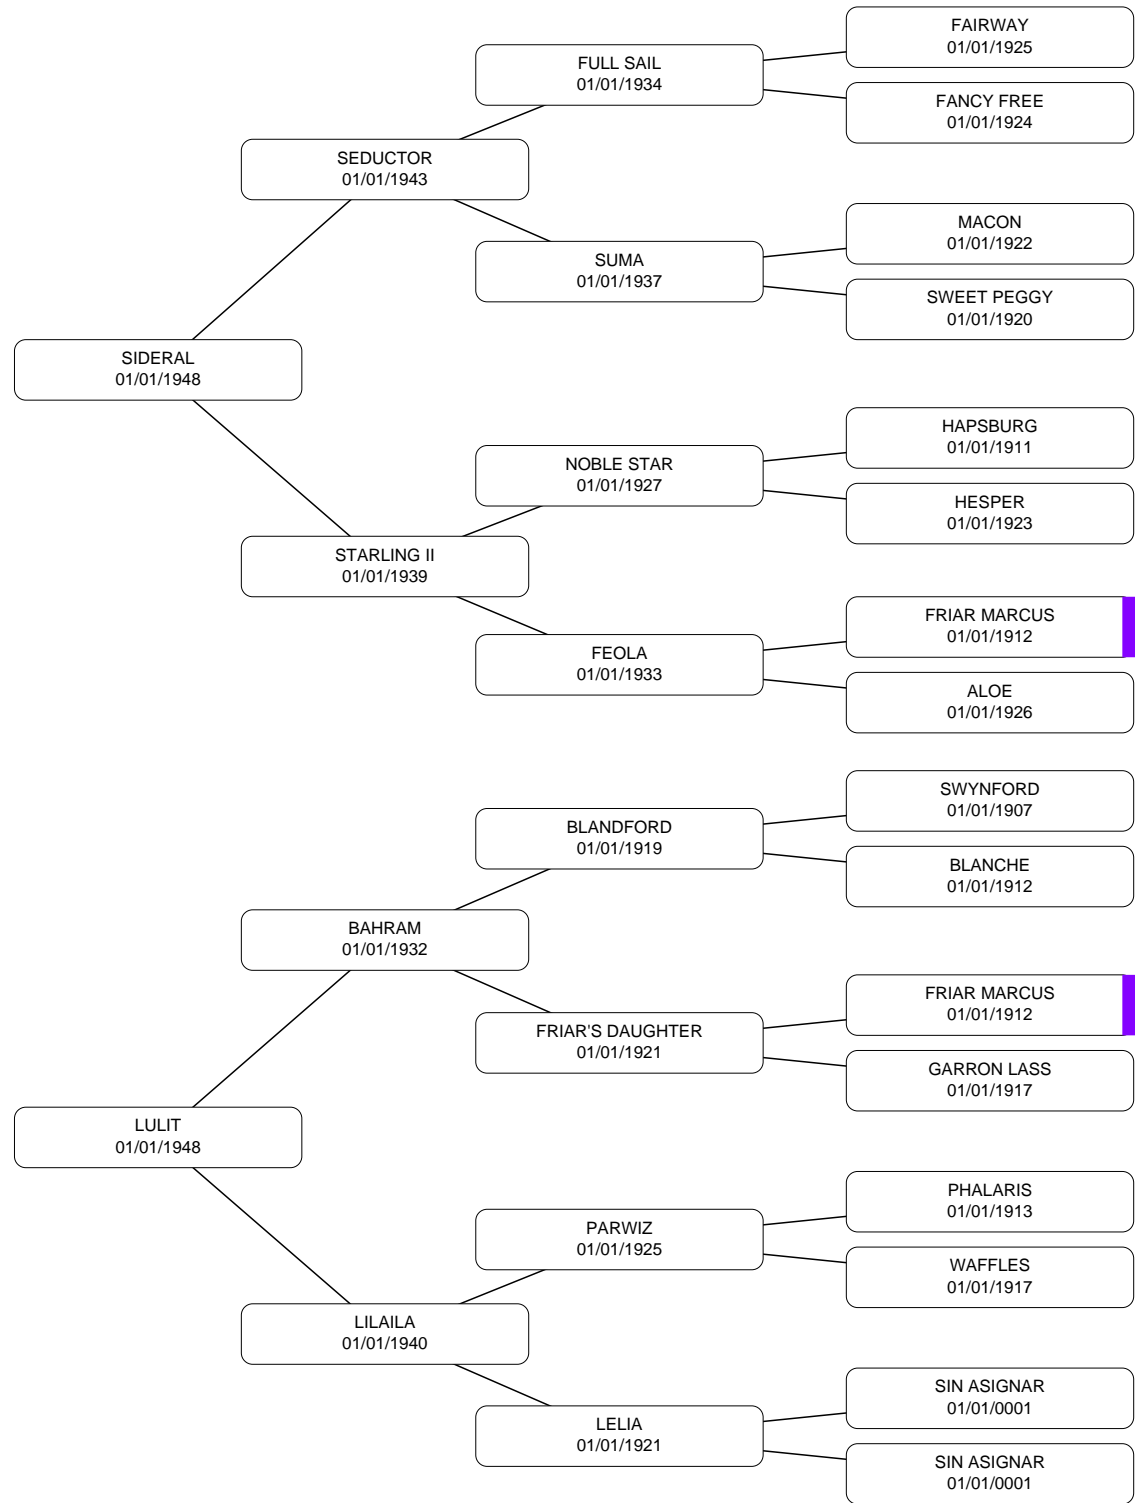 FAIRWAY
01/01/1925
FULL SAIL
01/01/1934
FANCY FREE
01/01/1924
SEDUCTOR
01/01/1943
MACON
01/01/1922
SUMA
01/01/1937
SWEET PEGGY
01/01/1920
SIDERAL
01/01/1948
HAPSBURG
01/01/1911
NOBLE STAR
01/01/1927
HESPER
01/01/1923
STARLING II
01/01/1939
FRIAR MARCUS
01/01/1912
FEOLA
01/01/1933
ALOE
01/01/1926
SWYNFORD
01/01/1907
BLANDFORD
01/01/1919
BLANCHE
01/01/1912
BAHRAM
01/01/1932
FRIAR MARCUS
01/01/1912
FRIAR'S DAUGHTER
01/01/1921
GARRON LASS
01/01/1917
LULIT
01/01/1948
PHALARIS
01/01/1913
PARWIZ
01/01/1925
WAFFLES
01/01/1917
LILAILA
01/01/1940
SIN ASIGNAR
01/01/0001
LELIA
01/01/1921
SIN ASIGNAR
01/01/0001